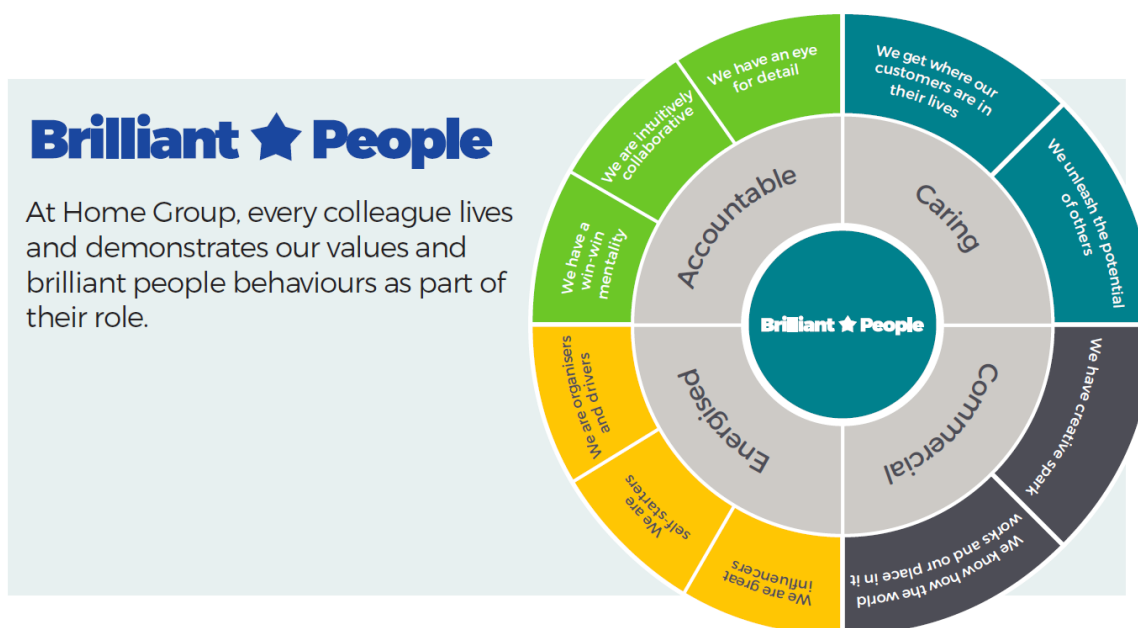 Brilliant ★ People
At Home Group, every colleague lives
and demonstrates our values and
brilliant people behaviours as part of
their role.
We have an eye
for detail
We are intuitively
collaborative
We have a
win-win
mentality
Accountable
We get where our
customers are in
their lives
We unleash the potential
of others
Caring
Brilliant ★ People
We have creative spark
We know how the world
works and our place in it
Commercial
We are organisers
and drivers
We are
self-starters
We are great
influencers
Energised